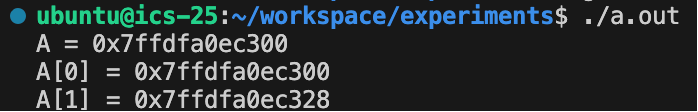 ubuntu@ics-25:~/workspace/experiments$ ./a.out
A = 0x7ffdfa0ec300
A[0] = 0x7ffdfa0ec300
A[1] = 0x7ffdfa0ec328